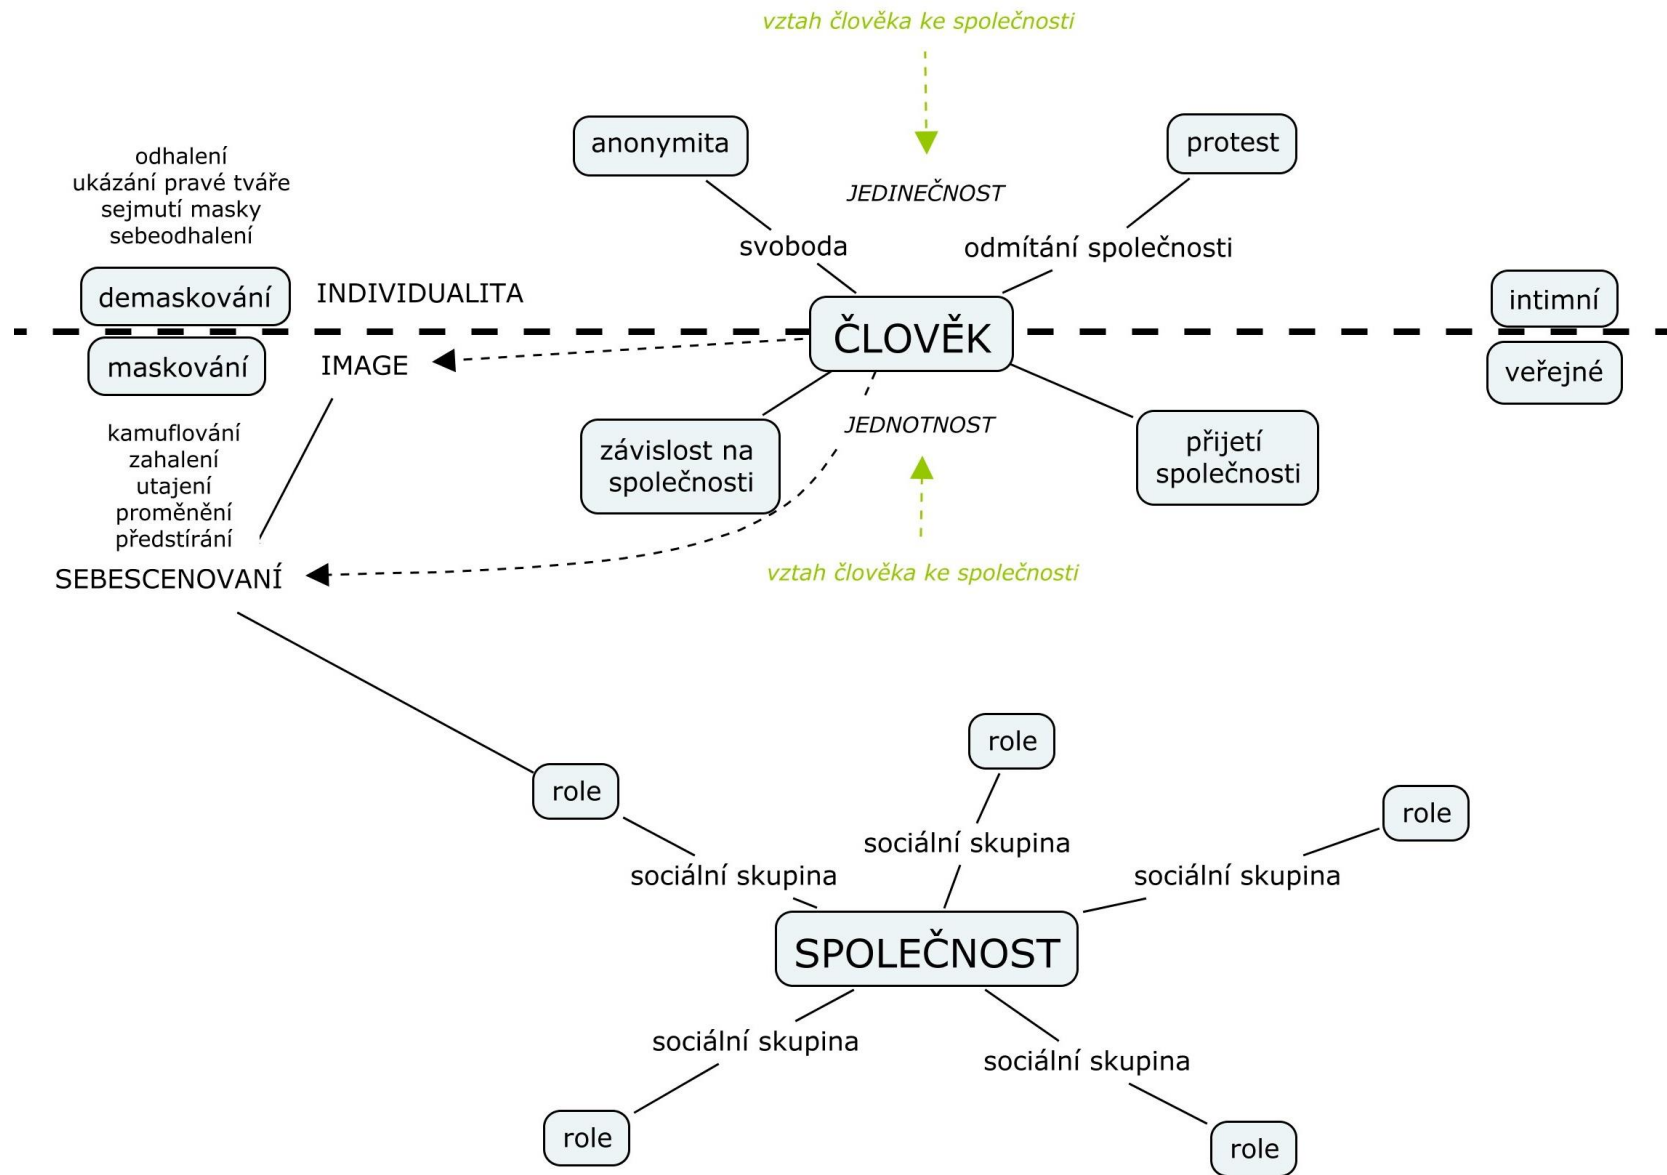 vztah člověka ke společnosti
anonymita
protest
odhalení
ukázání pravé tváře
sejmutí masky
sebeodhalení
JEDINEČNOST
svoboda
odmítání společnosti
demaskování
INDIVIDUALITA
intimní
ČLOVĚK
maskování
IMAGE
veřejné
kamuflování
zahalení
utajení
proměnění
předstírání
JEDNOTNOST
závislost na
společnosti
přijetí
společnosti
SEBESCENOVANÍ
vztah člověka ke společnosti
role
role
role
sociální skupina
sociální skupina
sociální skupina
SPOLEČNOST
sociální skupina
sociální skupina
role
role